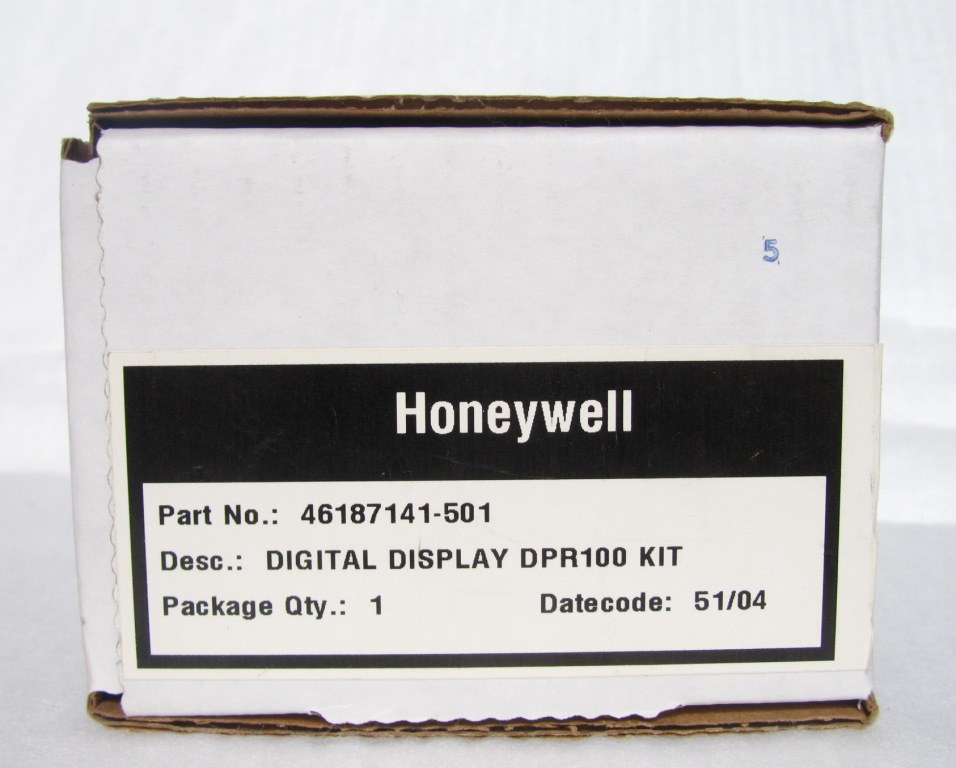 5
Honeywell
Part No.: 46187141-501
Desc.: DIGITAL DISPLAY DPR100 KIT
Package Qty.: 1 Datecode: 51/04